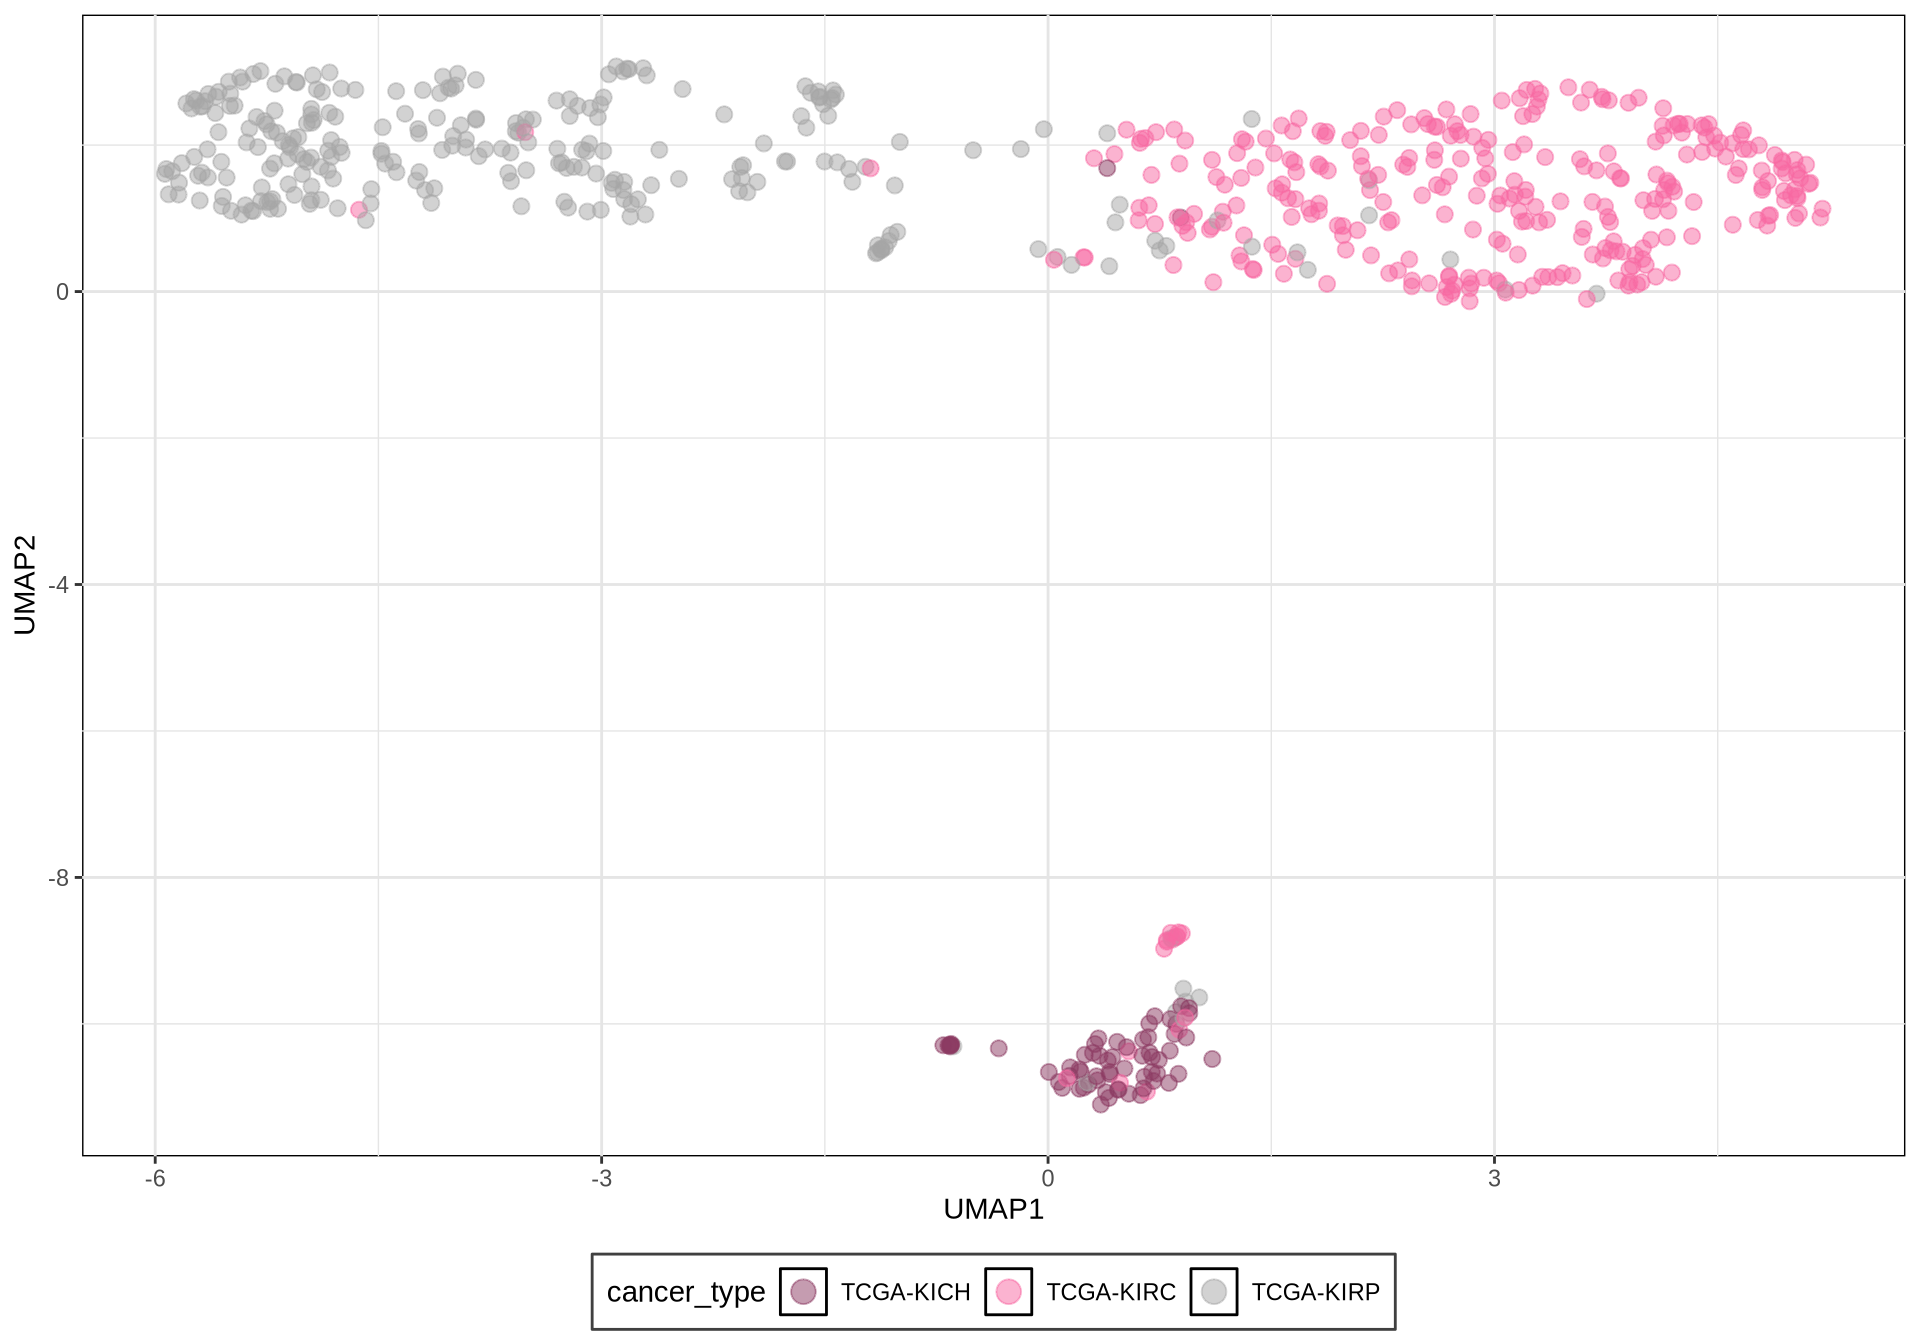 UMAP2
0
-4
-8
-6 -3 0 3
UMAP1
cancer_type TCGA-KICH TCGA-KIRC TCGA-KIRP